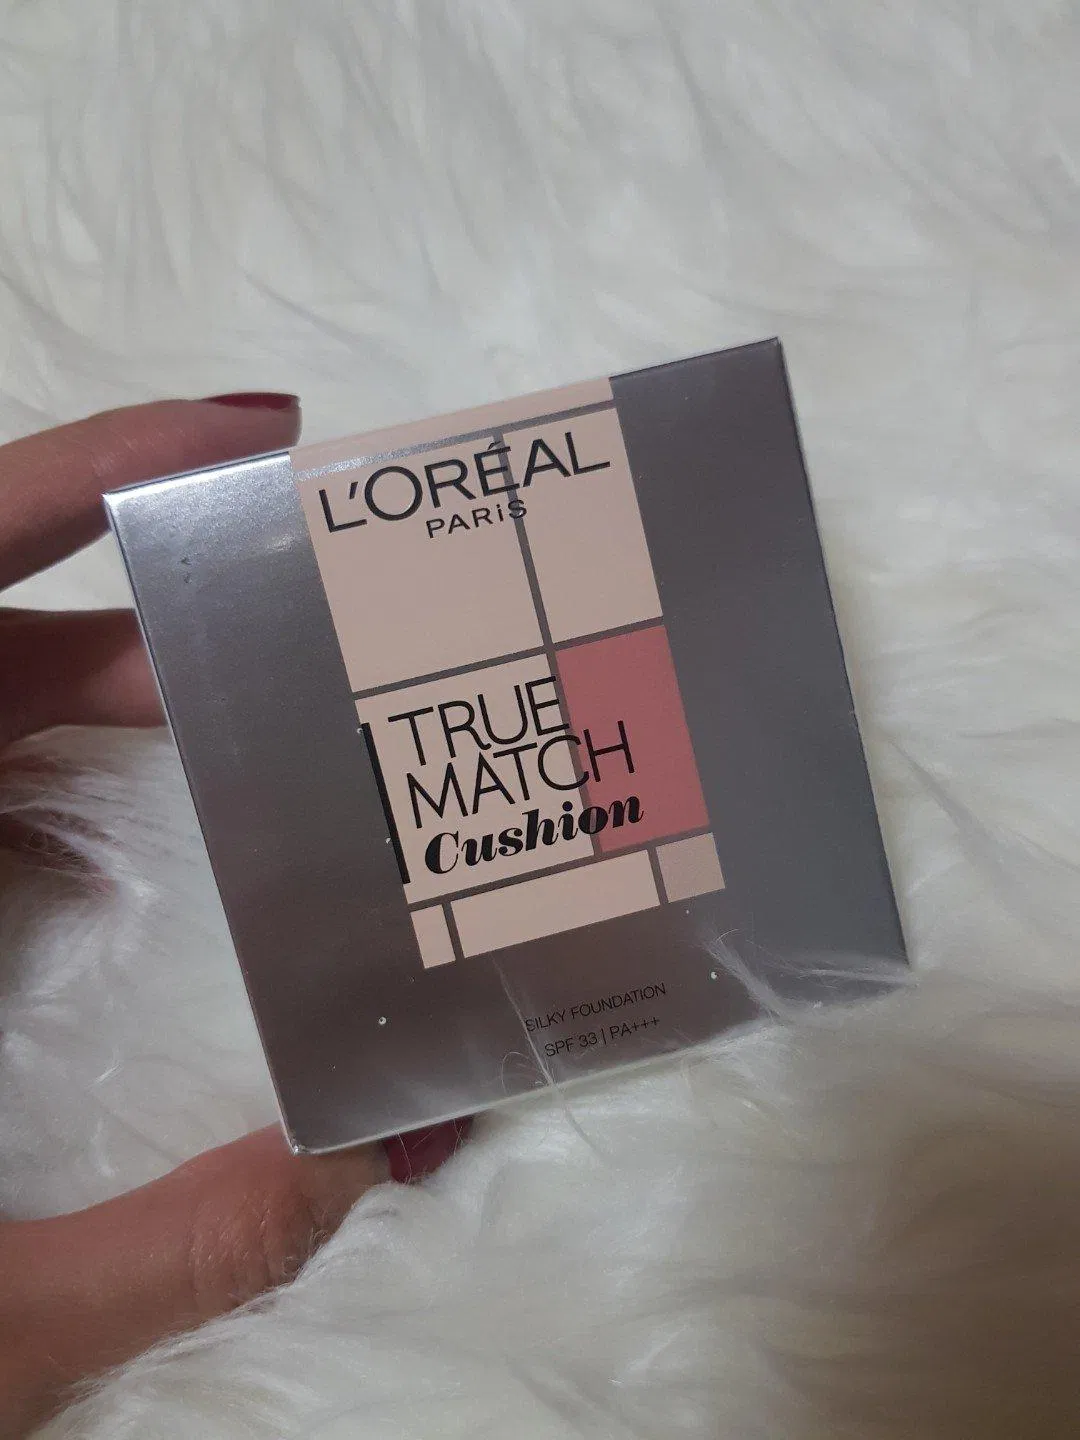 L'ORÉAL
PARiS
TRUE
MATCH
Cushion
SILKY FOUNDATION
SPF 33 | PA+++